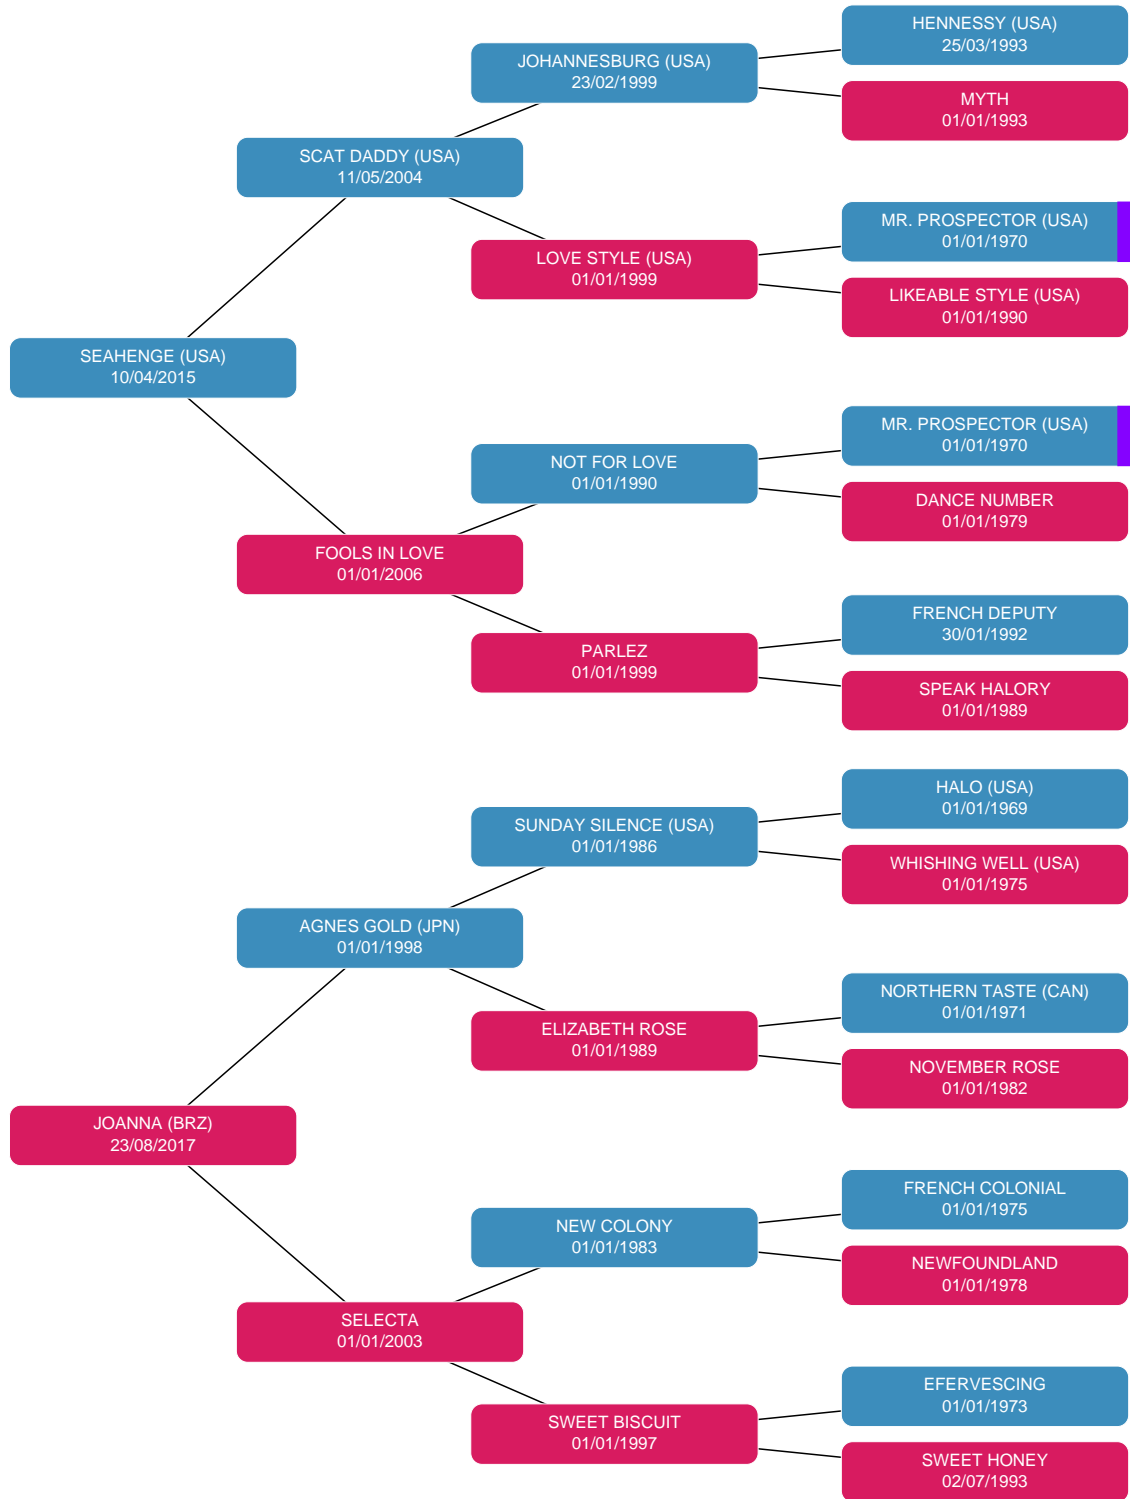 HENNESSY (USA)
25/03/1993
JOHANNESBURG (USA)
23/02/1999
MYTH
01/01/1993
SCAT DADDY (USA)
11/05/2004
MR. PROSPECTOR (USA)
01/01/1970
LOVE STYLE (USA)
01/01/1999
LIKEABLE STYLE (USA)
01/01/1990
SEAHENGE (USA)
10/04/2015
MR. PROSPECTOR (USA)
01/01/1970
NOT FOR LOVE
01/01/1990
DANCE NUMBER
01/01/1979
FOOLS IN LOVE
01/01/2006
FRENCH DEPUTY
30/01/1992
PARLEZ
01/01/1999
SPEAK HALORY
01/01/1989
HALO (USA)
01/01/1969
SUNDAY SILENCE (USA)
01/01/1986
WHISHING WELL (USA)
01/01/1975
AGNES GOLD (JPN)
01/01/1998
NORTHERN TASTE (CAN)
01/01/1971
ELIZABETH ROSE
01/01/1989
NOVEMBER ROSE
01/01/1982
JOANNA (BRZ)
23/08/2017
FRENCH COLONIAL
01/01/1975
NEW COLONY
01/01/1983
NEWFOUNDLAND
01/01/1978
SELECTA
01/01/2003
EFERVESCING
01/01/1973
SWEET BISCUIT
01/01/1997
SWEET HONEY
02/07/1993